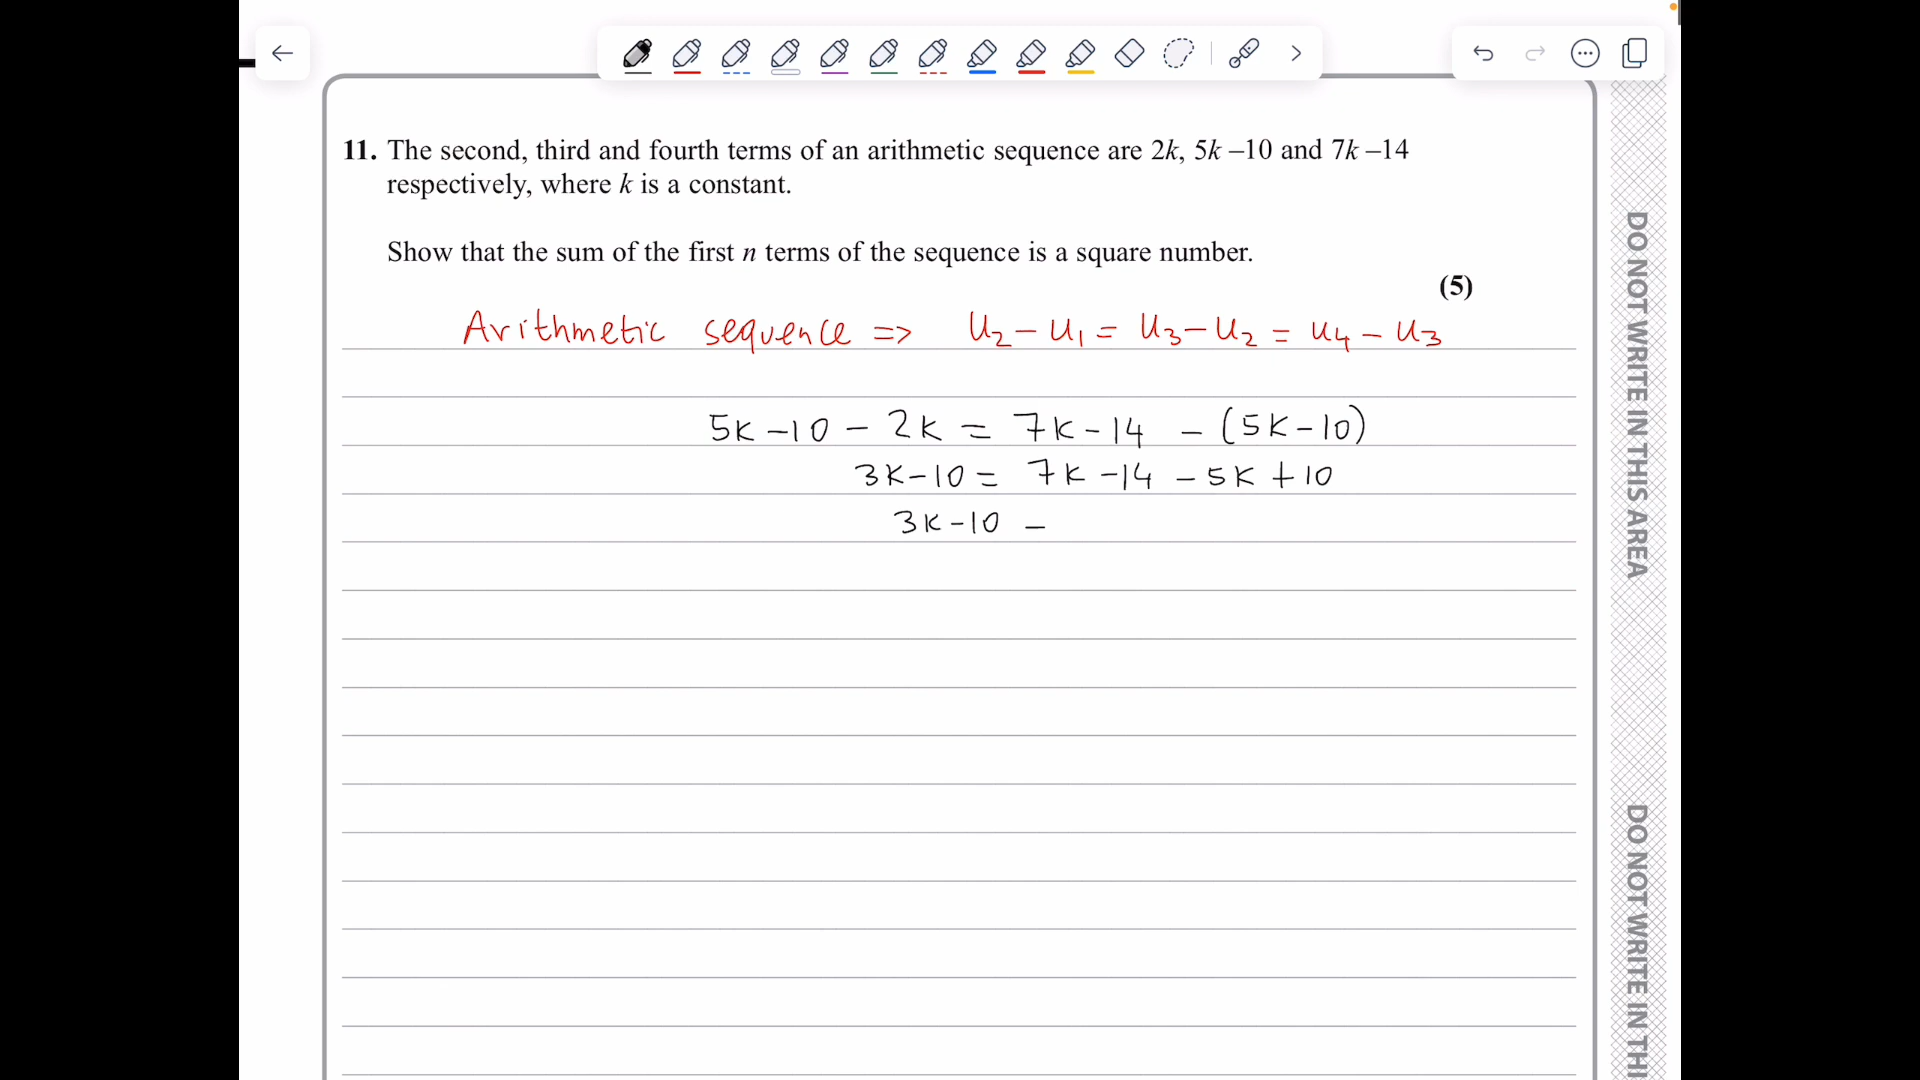 11. The second, third and fourth terms of an arithmetic sequence are 2k, 5k –10 and 7k –14
respectively, where k is a constant.
Show that the sum of the first n terms of the sequence is a square number.
(5)
Arithmetic sequence => U₂ – U₁ = U₃ – U₂ = U₄ – U₃
5k –10 – 2k = 7k – 14 – (5k – 10)
3k – 10 = 7k – 14 – 5k + 10
3k – 10 –
DO NOT WRITE IN THIS AREA
DO NOT WRITE IN THI